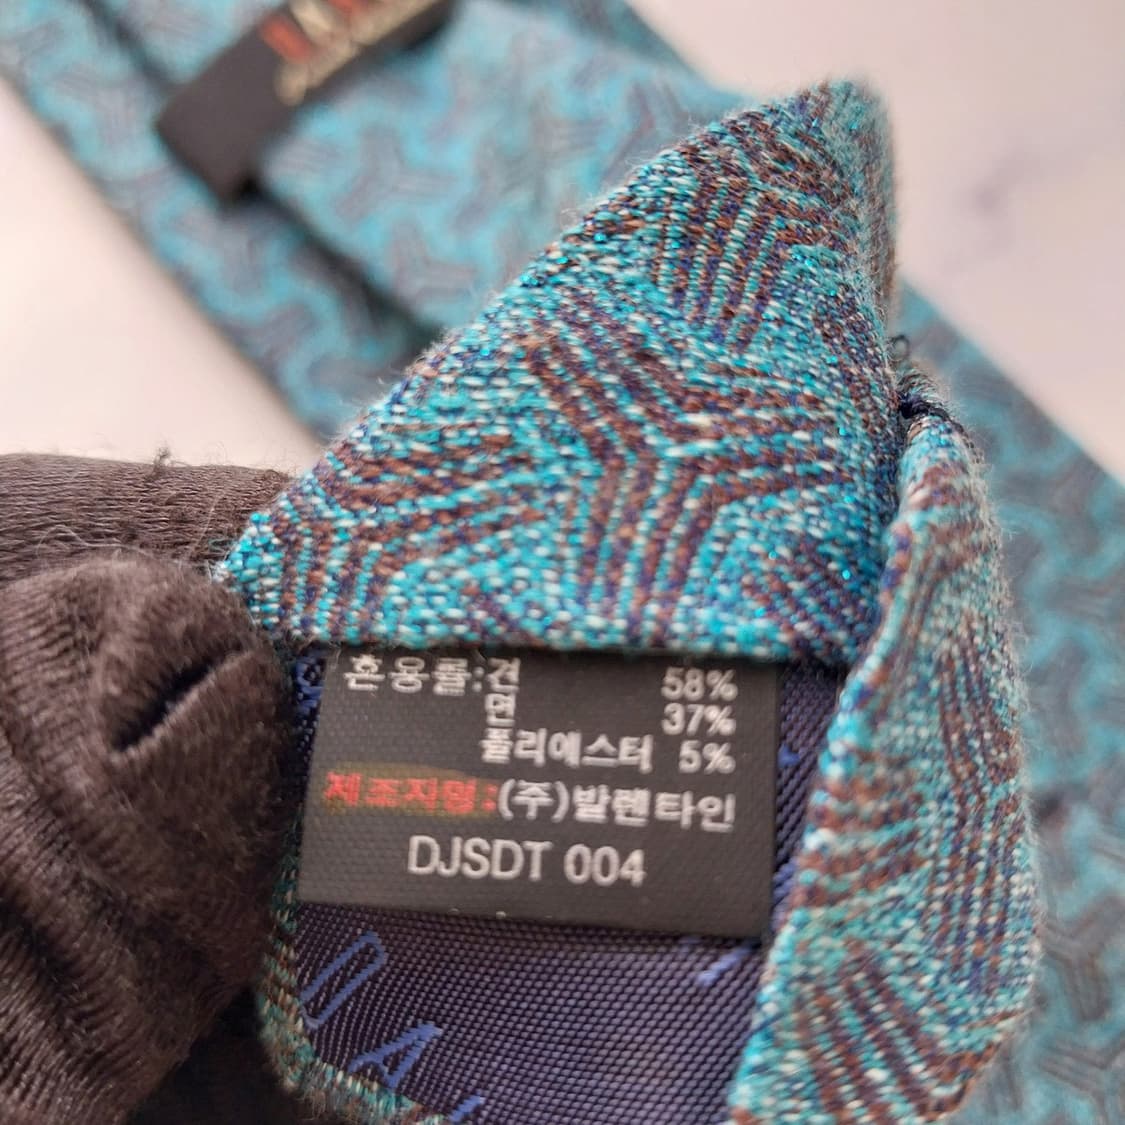 혼용률:견 58%
면 37%
폴리에스터 5%
제조자명:(주)발렌타인
DJSDT 004
D A